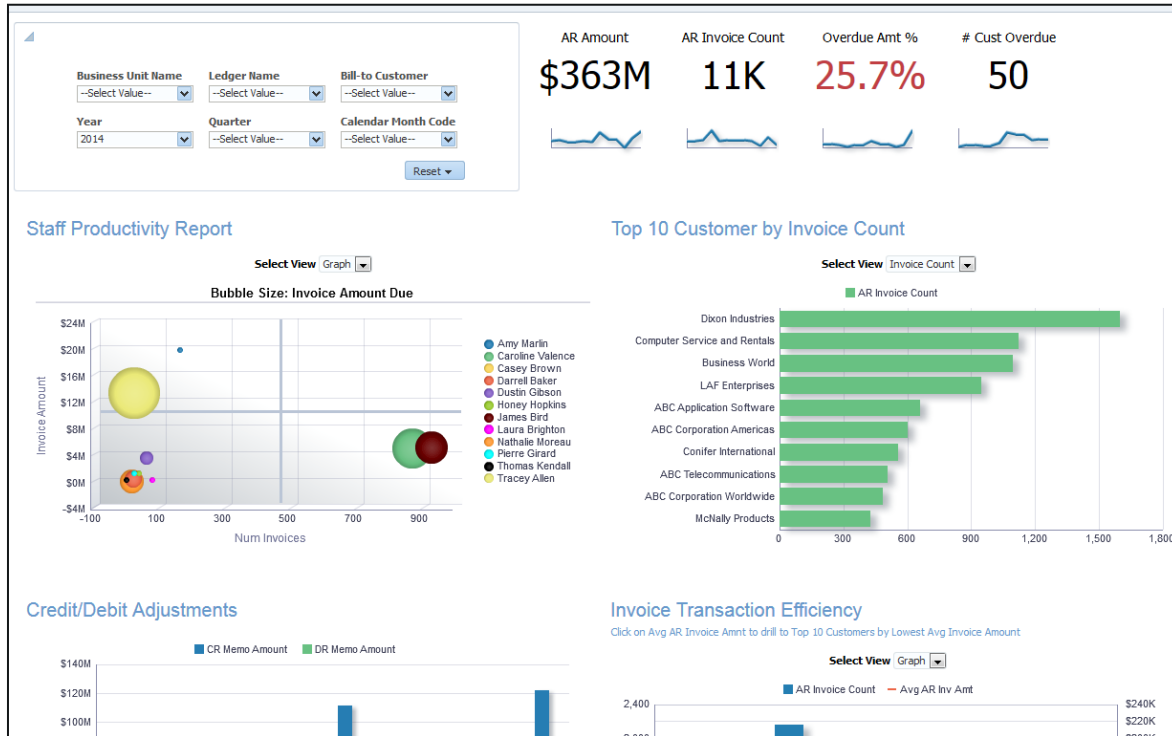 AR Amount AR Invoice Count Overdue Amt % # Cust Overdue
$363M 11K 25.7% 50
Business Unit Name Ledger Name Bill-to Customer
--Select Value-- --Select Value-- --Select Value--
Year Quarter Calendar Month Code
2014 --Select Value-- --Select Value--
Reset
Staff Productivity Report
Select View Graph
Bubble Size: Invoice Amount Due
$24M
$20M
$16M
$12M
$8M
$4M
$0M
-$4M
Invoice Amount
-100 100 300 500 700 900
Num Invoices
Amy Marlin
Caroline Valence
Casey Brown
Darrell Baker
Dustin Gibson
Honey Hopkins
James Bird
Laura Brighton
Nathalie Moreau
Pierre Girard
Thomas Kendall
Tracey Allen
Top 10 Customer by Invoice Count
Select View Invoice Count
AR Invoice Count
Dixon Industries
Computer Service and Rentals
Business World
LAF Enterprises
ABC Application Software
ABC Corporation Americas
Conifer International
ABC Telecommunications
ABC Corporation Worldwide
McNally Products
0 300 600 900 1,200 1,500 1,800
Credit/Debit Adjustments
CR Memo Amount DR Memo Amount
$140M
$120M
$100M
Invoice Transaction Efficiency
Click on Avg AR Invoice Amnt to drill to Top 10 Customers by Lowest Avg Invoice Amount
Select View Graph
AR Invoice Count Avg AR Inv Amt
2,400 $240K
$220K